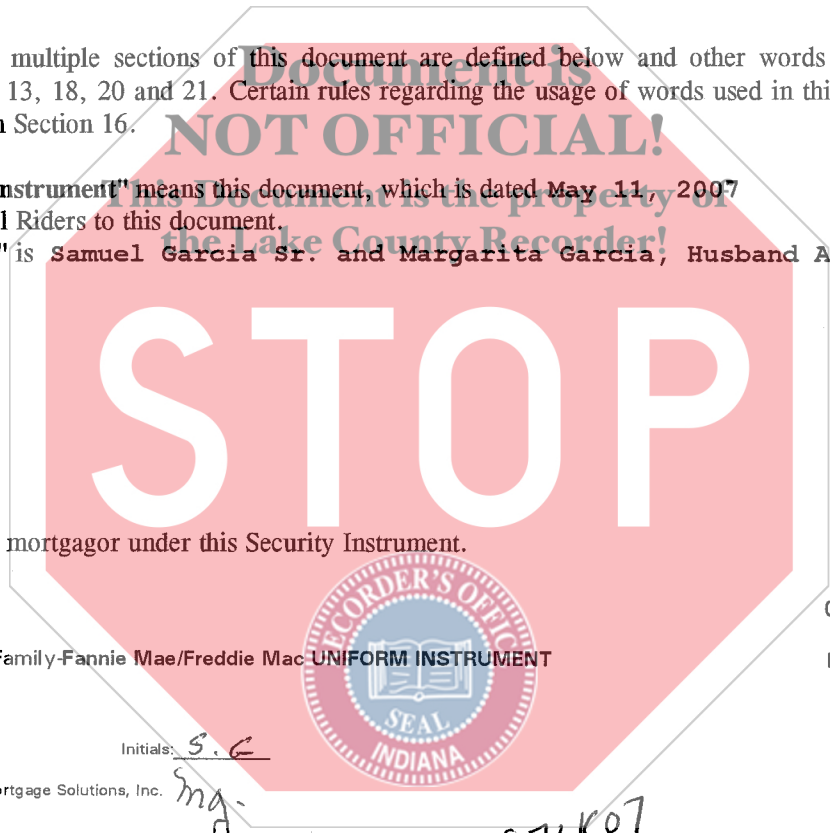 Document is
multiple sections of this document are defined below and other words
13, 18, 20 and 21. Certain rules regarding the usage of words used in thi
n Section 16.
NOT OFFICIAL!
nstrument" means this document, which is dated May 11, 2007
This Document is the property of
l Riders to this document.
the Lake County Recorder!
" is Samuel Garcia Sr. and Margarita Garcia, Husband A
STOP
mortgagor under this Security Instrument.
RECORDER'S OFFICE
Family-Fannie Mae/Freddie Mac UNIFORM INSTRUMENT
SEAL
INDIANA
Initials: S. G
ortgage Solutions, Inc. mg-